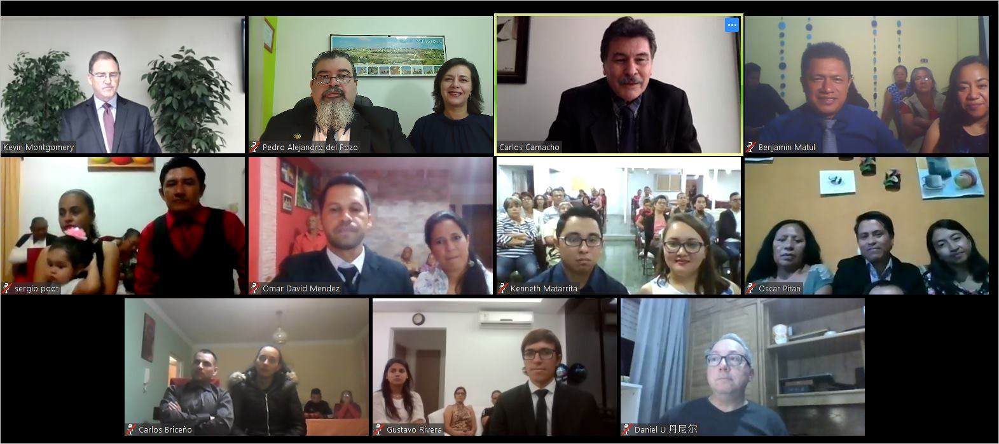 Kevin Montgomery
Pedro Alejandro del Pozo
Carlos Camacho
Benjamin Matul
sergio poot
Omar David Mendez
Kenneth Matarrita
Oscar Pitan
Carlos Briceño
Gustavo Rivera
Daniel U 丹尼尔